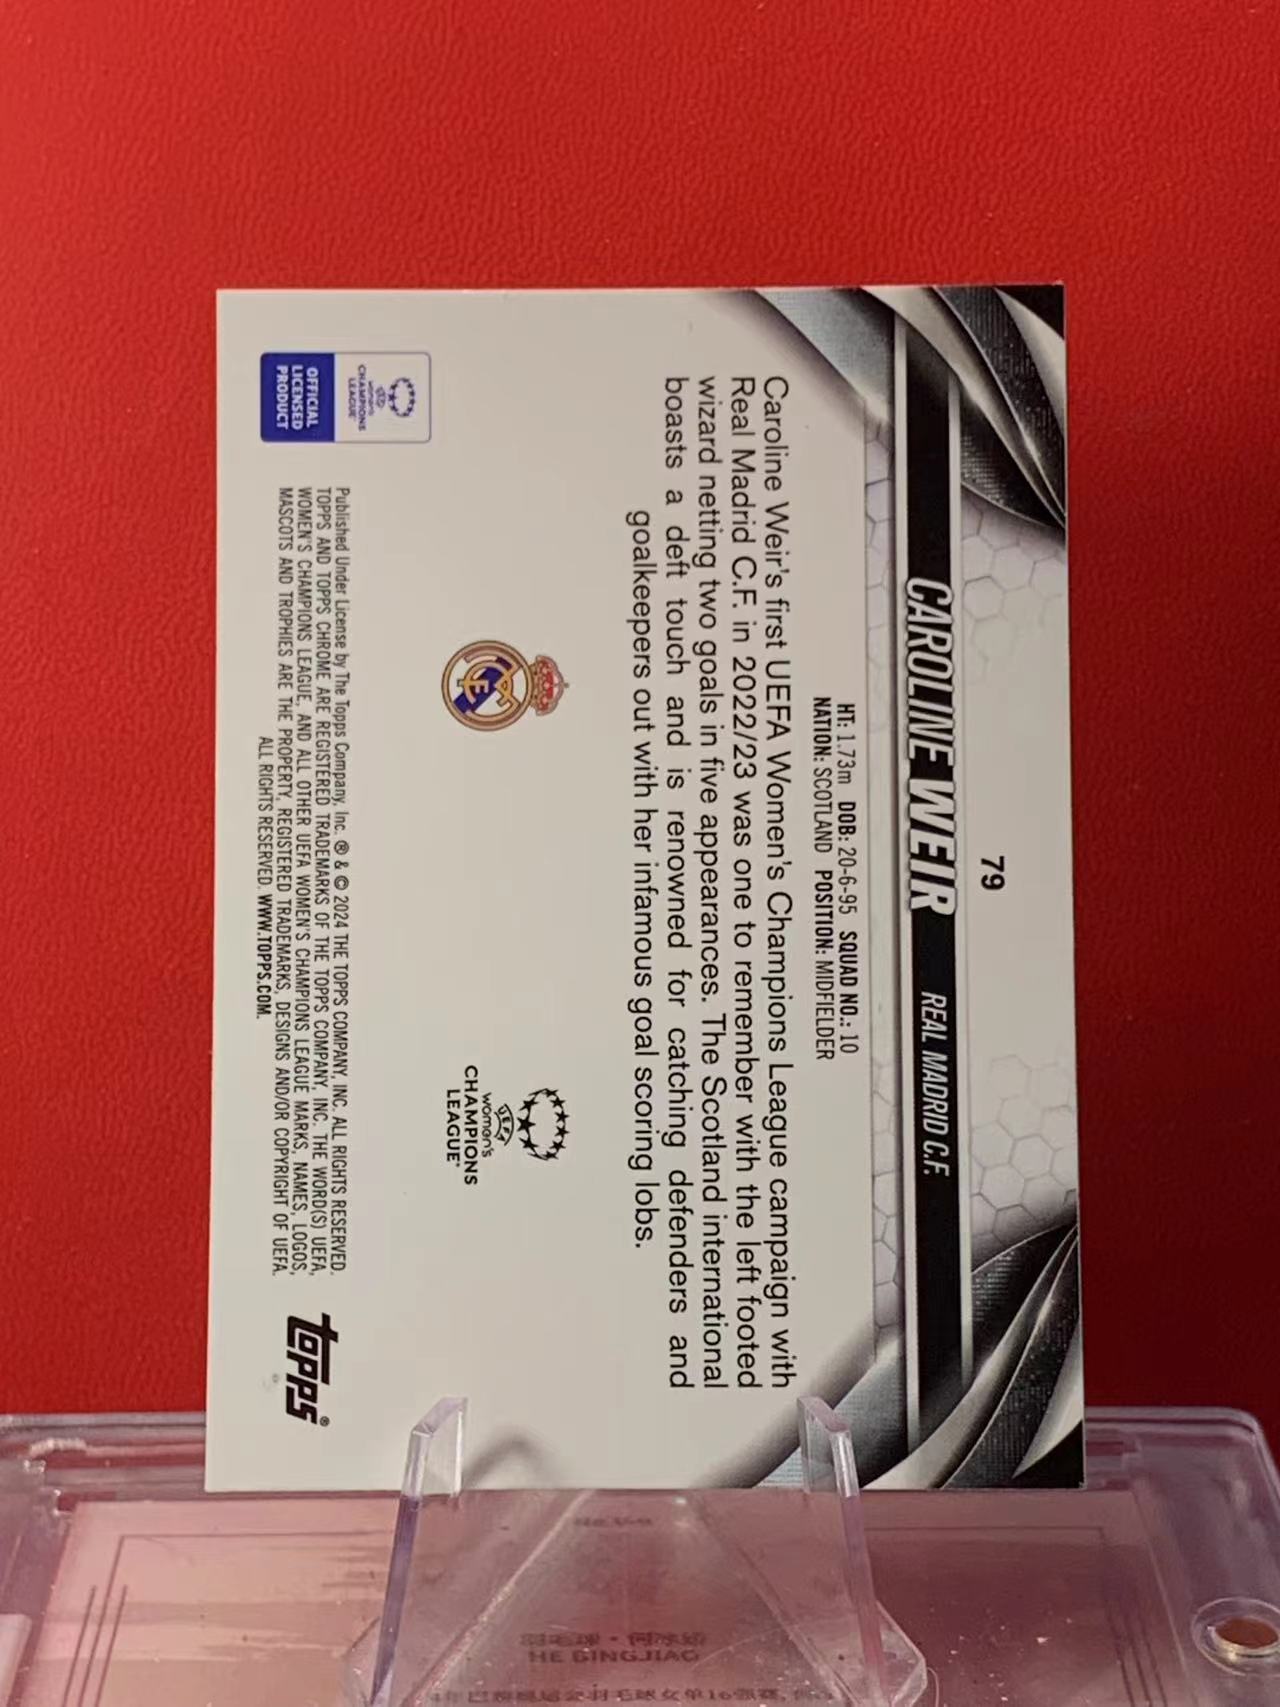 79
CAROLINE WEIR REAL MADRID C.F.
HT: 1.73m DOB: 20-6-95 SQUAD NO.: 10
NATION: SCOTLAND POSITION: MIDFIELDER
Caroline Weir's first UEFA Women's Champions League campaign with
Real Madrid C.F. in 2022/23 was one to remember with the left footed
wizard netting two goals in five appearances. The Scotland international
boasts a deft touch and is renowned for catching defenders and
goalkeepers out with her infamous goal scoring lobs.
UEFA
women's
CHAMPIONS
LEAGUE
women's
CHAMPIONS
LEAGUE
OFFICIAL
LICENSED
PRODUCT
Published Under License by The Topps Company, Inc. ® & © 2024 THE TOPPS COMPANY, INC. ALL RIGHTS RESERVED.
TOPPS AND TOPPS CHROME ARE REGISTERED TRADEMARKS OF THE TOPPS COMPANY, INC. THE WORD(S) UEFA,
WOMEN'S CHAMPIONS LEAGUE, AND ALL OTHER UEFA WOMEN'S CHAMPIONS LEAGUE MARKS, NAMES, LOGOS,
MASCOTS AND TROPHIES ARE THE PROPERTY, REGISTERED TRADEMARKS, DESIGNS AND/OR COPYRIGHT OF UEFA.
ALL RIGHTS RESERVED. WWW.TOPPS.COM.
topps®
HE BINGJIAO